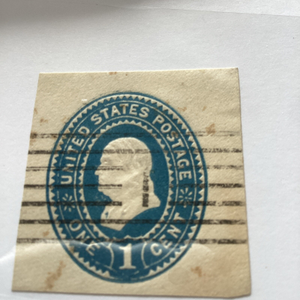 UNITED STATES POSTAGE
ONE 1 CENT